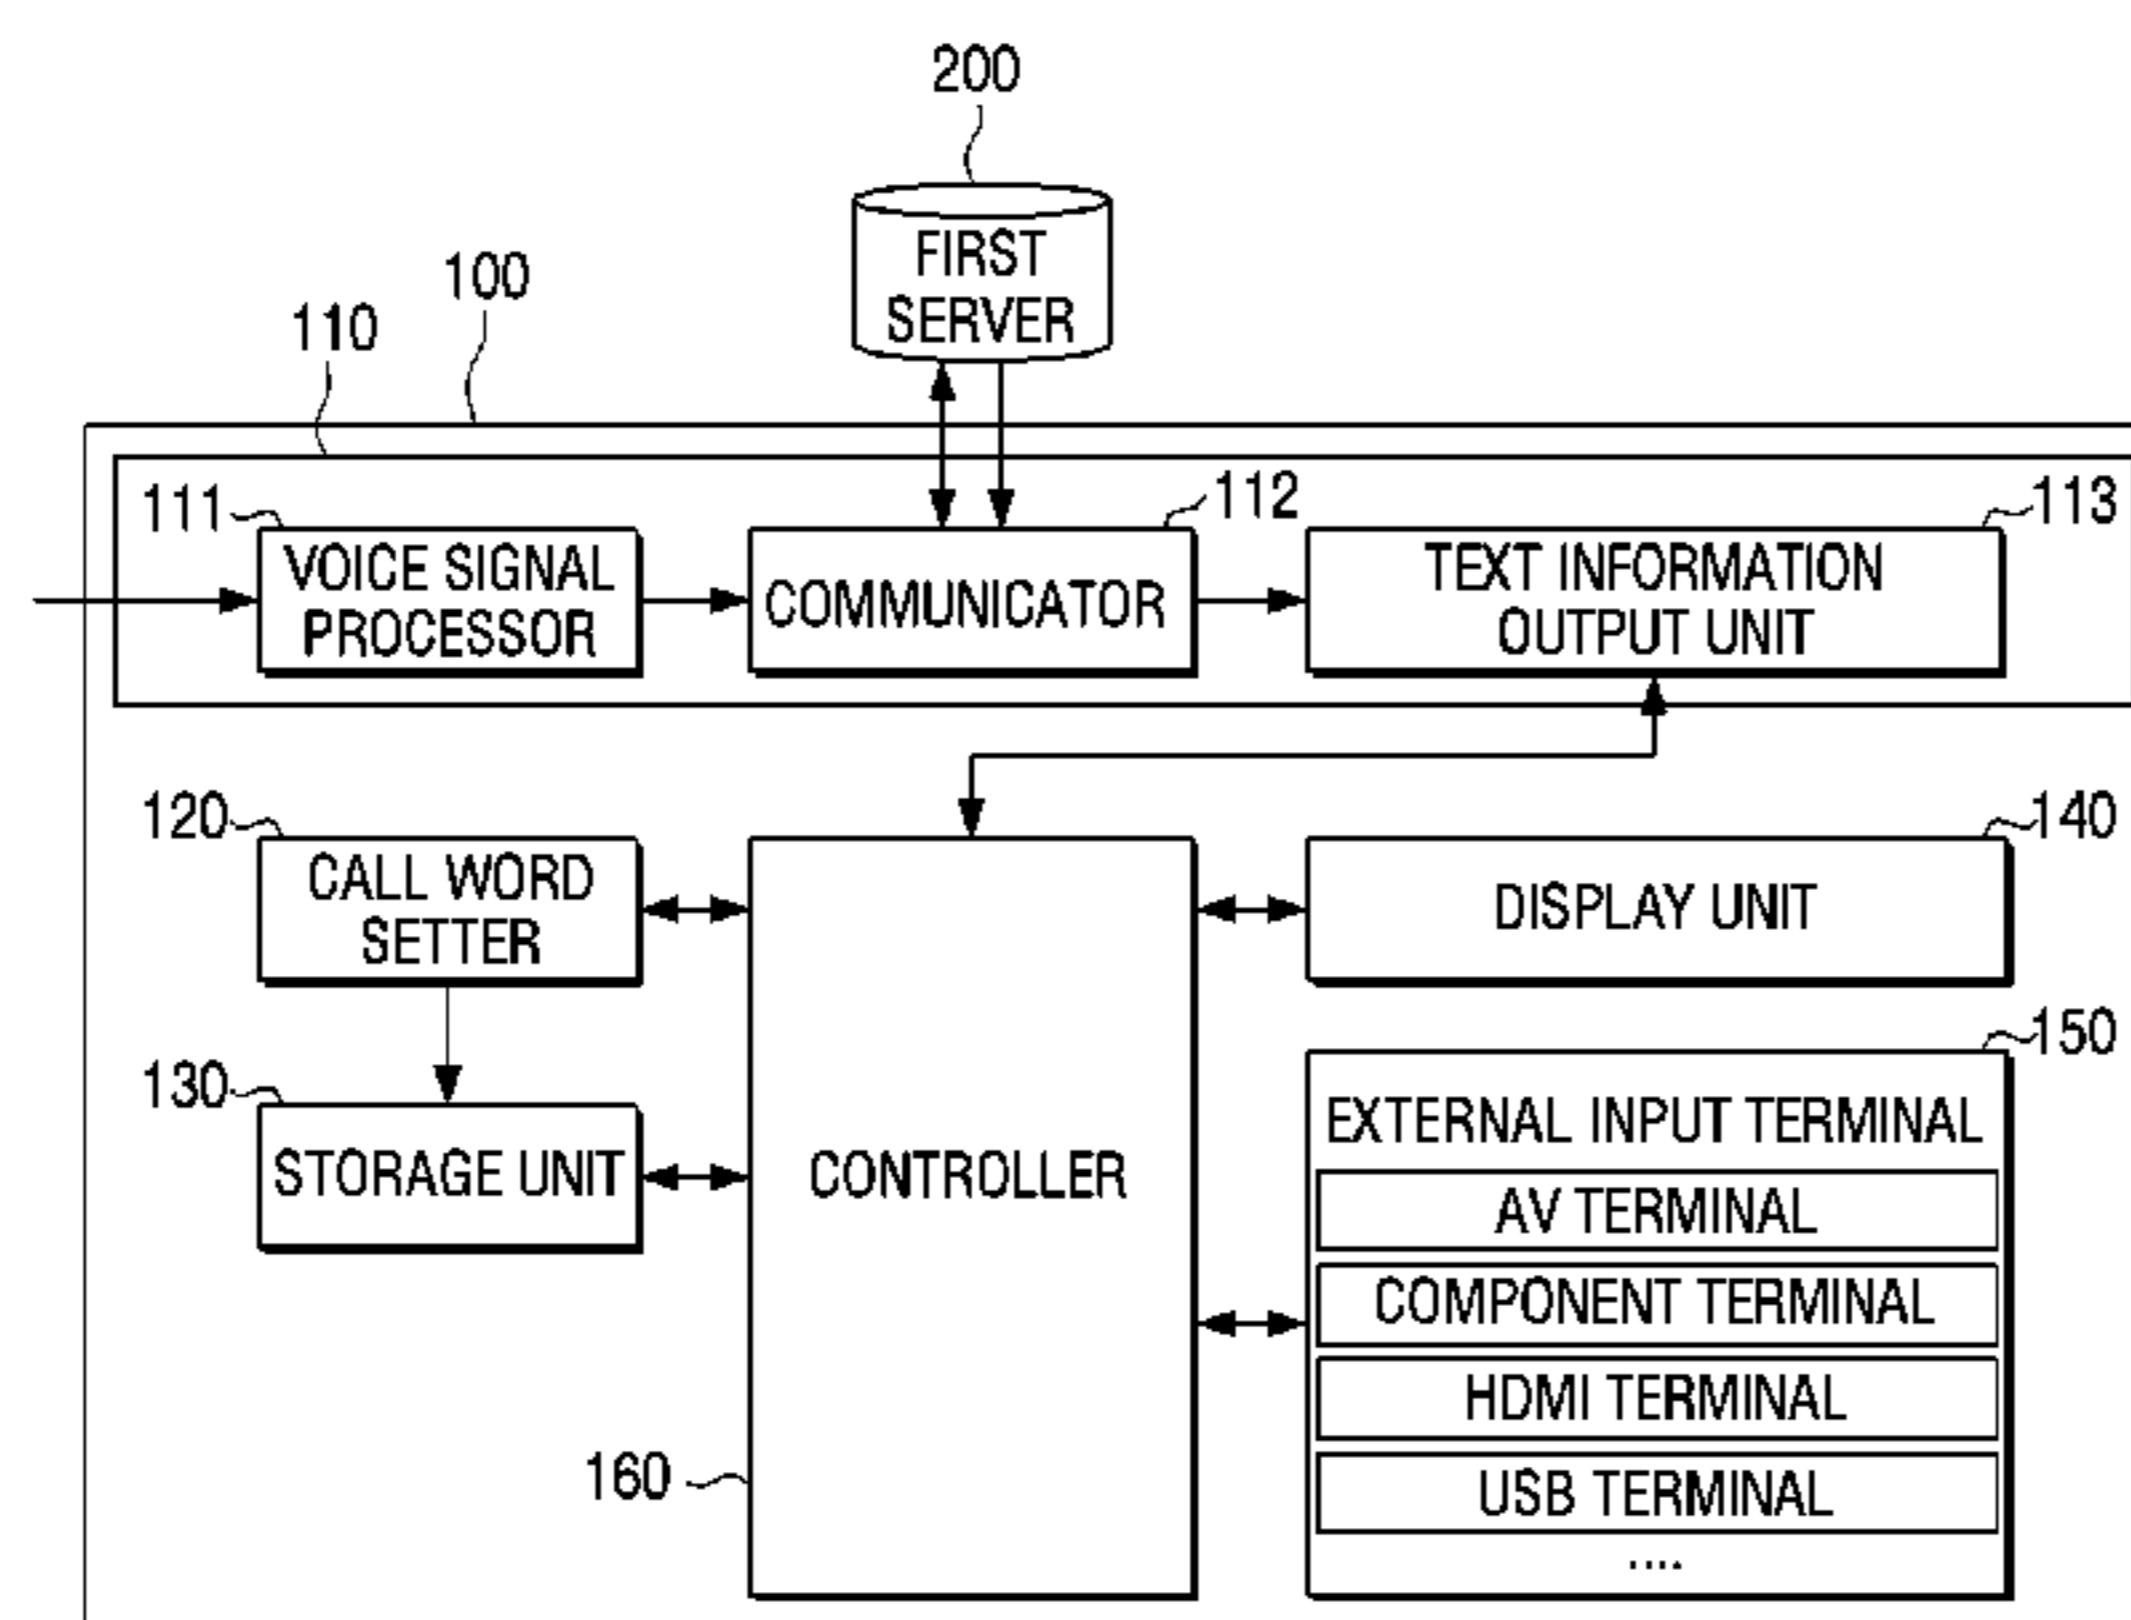 200
FIRST
SERVER
100
110
111
VOICE SIGNAL
PROCESSOR
112
COMMUNICATOR
113
TEXT INFORMATION
OUTPUT UNIT
120
CALL WORD
SETTER
130
STORAGE UNIT
CONTROLLER
160
140
DISPLAY UNIT
150
EXTERNAL INPUT TERMINAL
AV TERMINAL
COMPONENT TERMINAL
HDMI TERMINAL
USB TERMINAL
....